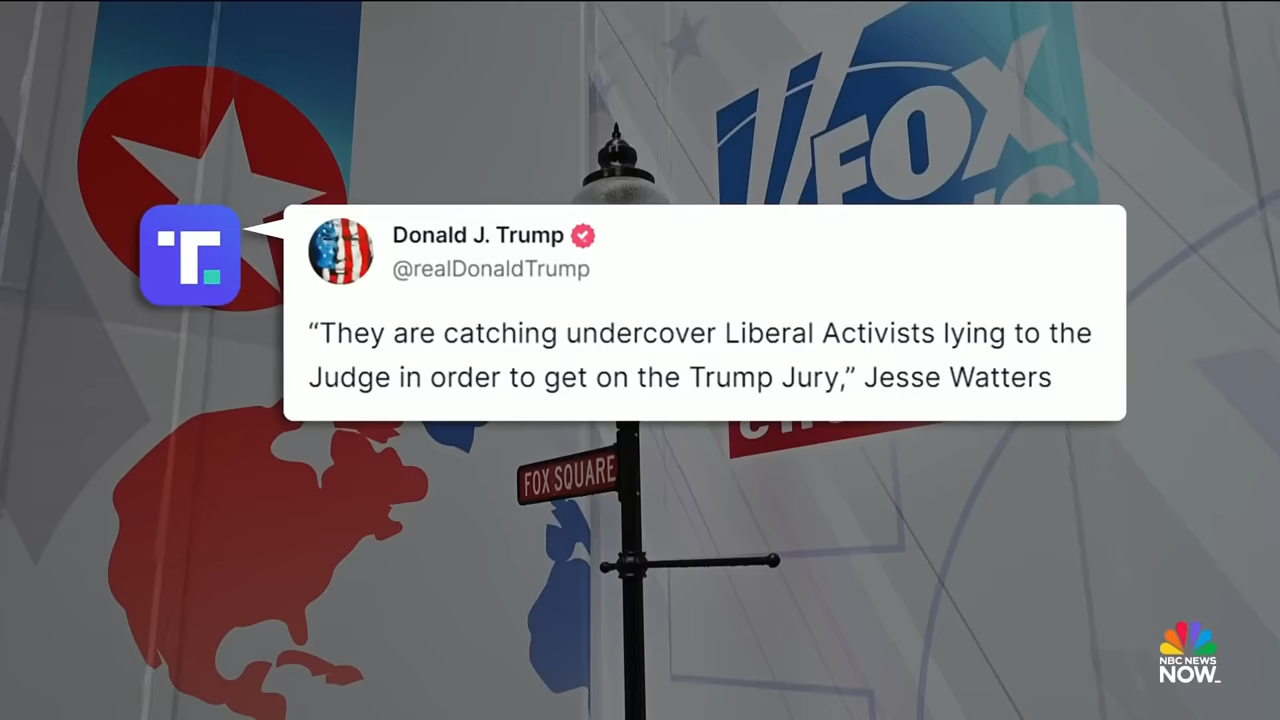 FOX
T.
Donald J. Trump
@realDonaldTrump
“They are catching undercover Liberal Activists lying to the
Judge in order to get on the Trump Jury,” Jesse Watters
FOX SQUARE
NBC NEWS
NOW_